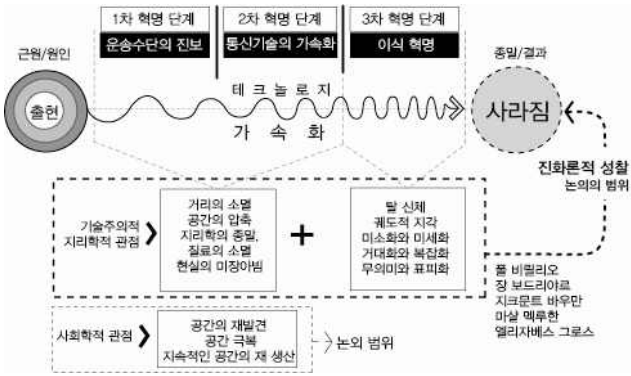 1차 혁명 단계
2차 혁명 단계
3차 혁명 단계
운송수단의 진보
통신기술의 가속화
이식 혁명
근원/원인
종말/결과
출현
테크놀로지
가속화
사라짐
진화론적 성찰
논의의 범위
기술주의적
지리학적 관점
거리의 소멸
공간의 압축
지리학의 종말,
질료의 소멸
현실의 미장아빔
+
탈 신체
궤도적 지각
미소화와 미세화
거대화와 복잡화
무의미와 표피화
폴 비릴리오
장 보드리야르
지크문트 바우만
마샬 멕루한
엘리자베스 그로스
사회학적 관점
공간의 재발견
공간 극복
지속적인 공간의 재 생산
논의 범위